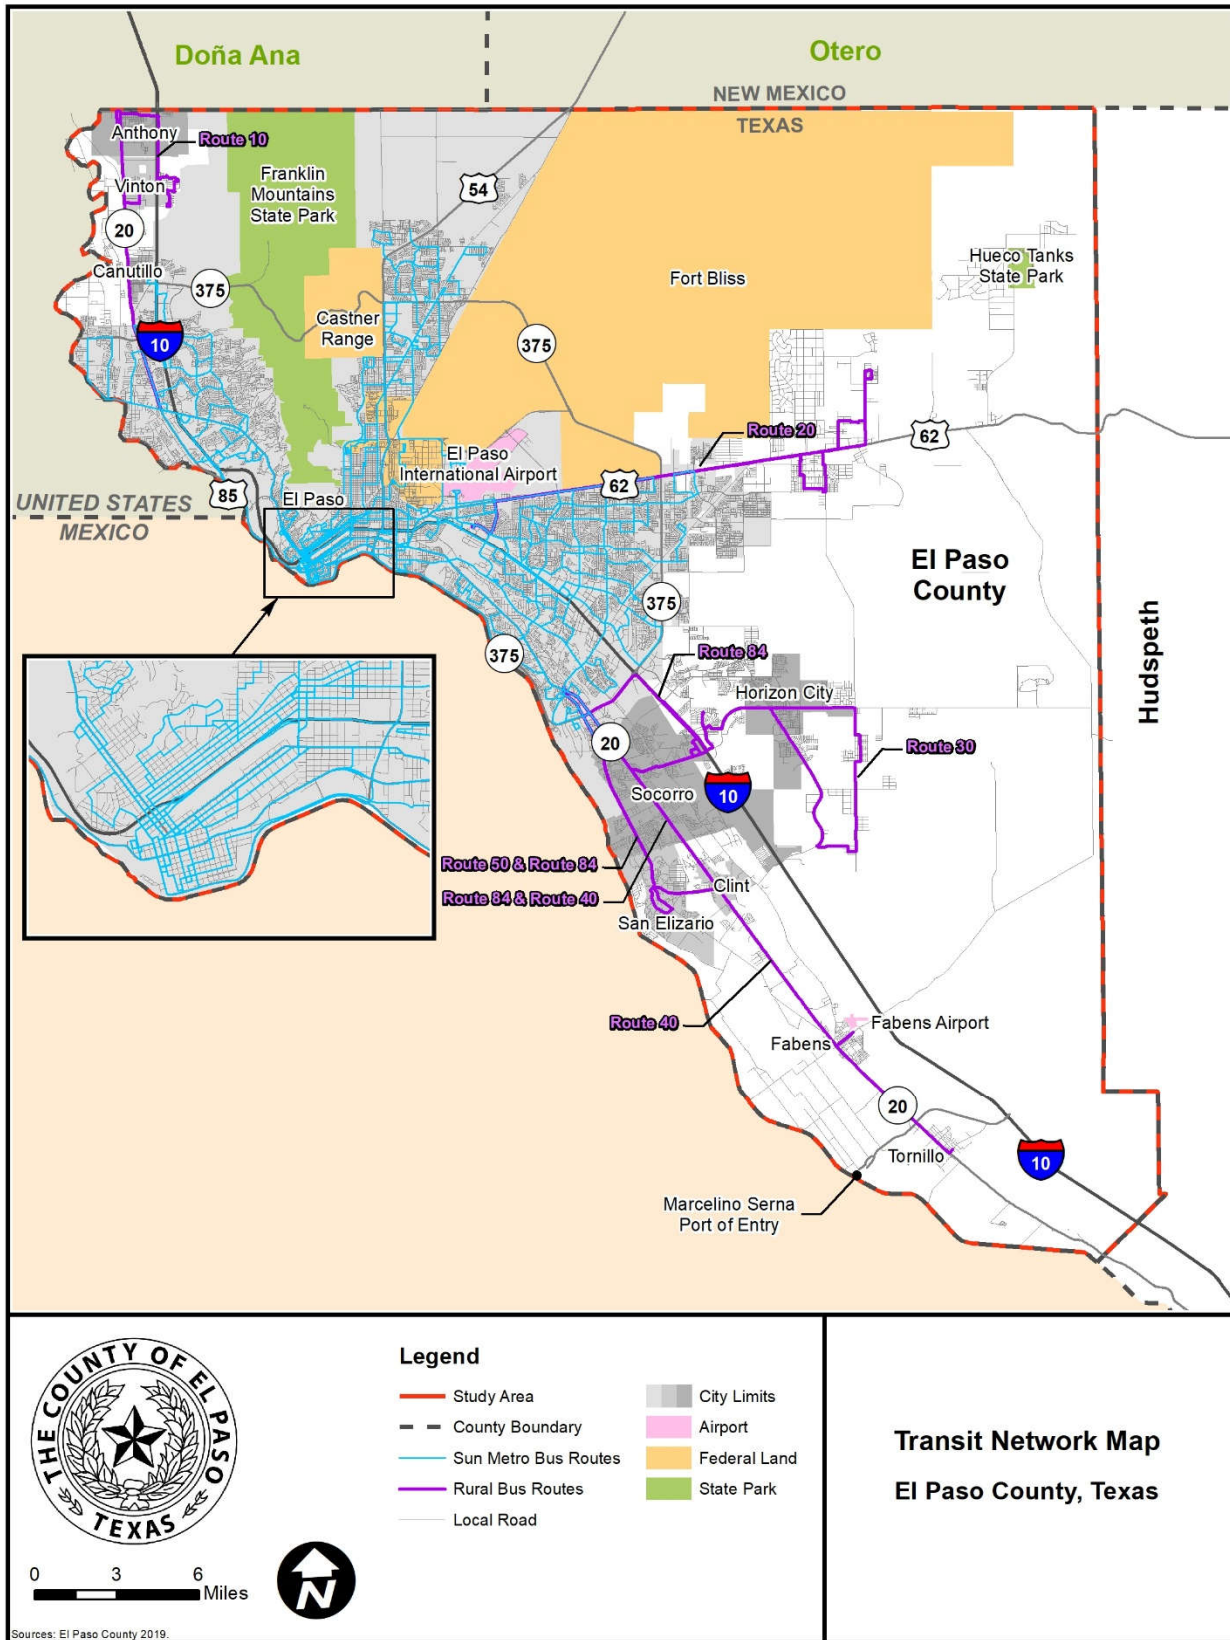 Doña Ana
Otero
NEW MEXICO
TEXAS
Anthony
Route 10
Franklin
Mountains
State Park
54
Vinton
20
Canutillo
375
Castner
Range
10
Fort Bliss
Hueco Tanks
State Park
375
Route 20
62
El Paso
International Airport
62
85
El Paso
UNITED STATES
MEXICO
El Paso
County
Hudspeth
375
375
Route 84
Horizon City
20
Route 30
10
Socorro
Route 50 & Route 84
Route 84 & Route 40
Clint
San Elizario
Route 40
Fabens Airport
Fabens
20
Tornillo
10
Marcelino Serna
Port of Entry
THE COUNTY OF EL PASO
TEXAS
0 3 6
Miles
N
Legend
Study Area
County Boundary
Sun Metro Bus Routes
Rural Bus Routes
Local Road
City Limits
Airport
Federal Land
State Park
Transit Network Map
El Paso County, Texas
Sources: El Paso County 2019.